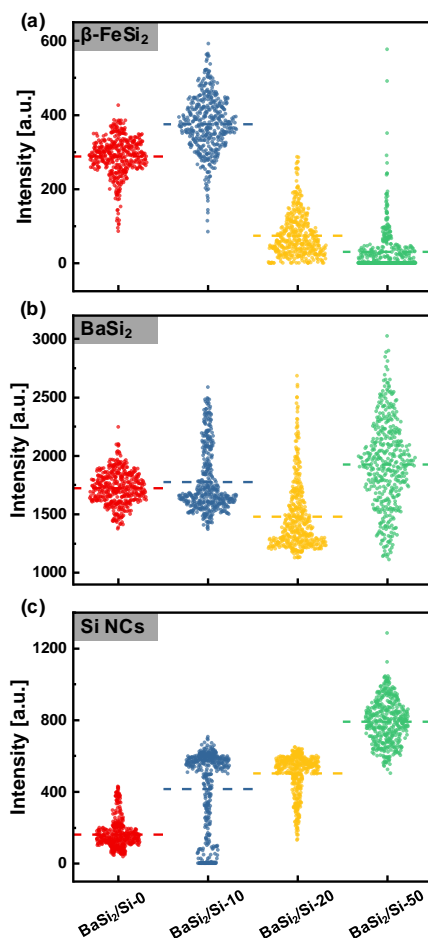 (a)
β-FeSi₂
600
400
200
0
Intensity [a.u.]
(b)
BaSi₂
3000
2500
2000
1500
1000
Intensity [a.u.]
(c)
Si NCs
1200
800
400
0
Intensity [a.u.]
BaSi₂/Si-0
BaSi₂/Si-10
BaSi₂/Si-20
BaSi₂/Si-50